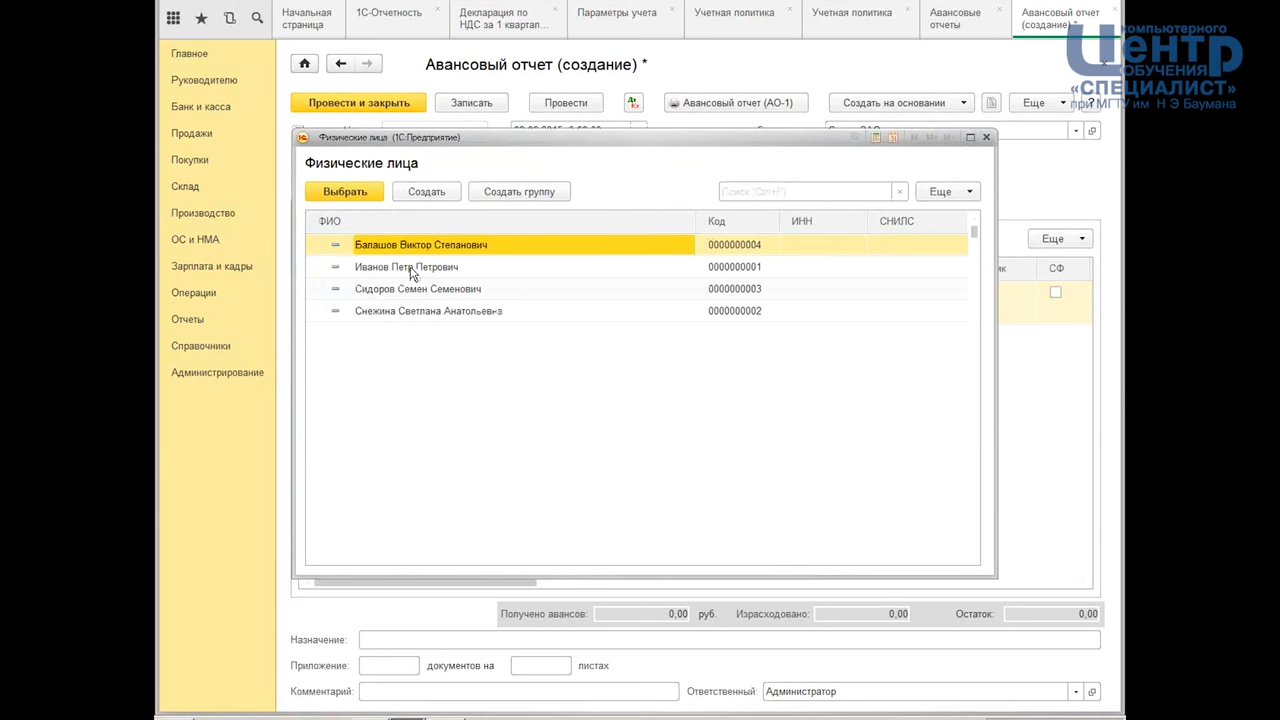 Начальная страница
1С-Отчетность
Декларация по НДС за 1 квартал...
Параметры учета
Учетная политика
Учетная политика
Авансовые отчеты
Авансовый отчет (создание) *
компьютерного
Центр
ОБУЧЕНИЯ
«СПЕЦИАЛИСТ»
при МГТУ им Н Э Баумана
Главное
Руководителю
Банк и касса
Продажи
Покупки
Склад
Производство
ОС и НМА
Зарплата и кадры
Операции
Отчеты
Справочники
Администрирование
Авансовый отчет (создание) *
Провести и закрыть
Записать
Провести
Дт Кт
Авансовый отчет (АО-1)
Создать на основании
Еще
?
Физические лица (1С:Предприятие)
M M+ M-
Физические лица
Выбрать
Создать
Создать группу
Поиск (Ctrl+F)
Еще
ФИО Код ИНН СНИЛС
Балашов Виктор Степанович 0000000004
Иванов Петр Петрович 0000000001
Сидоров Семен Семенович 0000000003
Снежина Светлана Анатольевна 0000000002
Еще
СФ
Получено авансов: 0,00 руб. Израсходовано: 0,00 Остаток: 0,00
Назначение:
Приложение: документов на листах
Комментарий:
Ответственный: Администратор